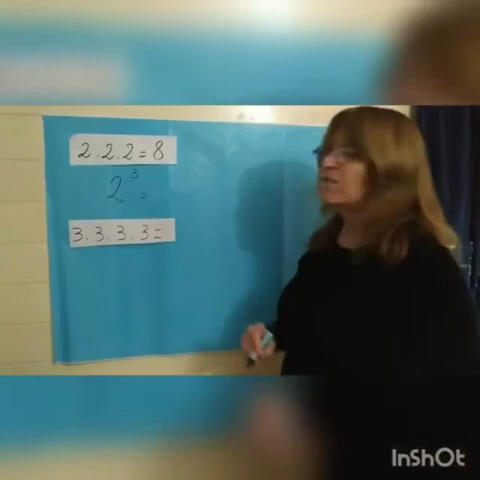 2.2.2=8
2³ =
3.3.3.3=
InShOt